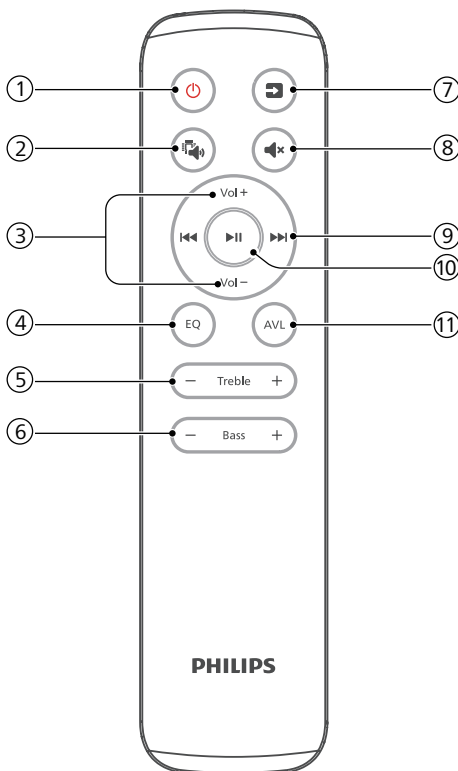 1
7
2
8
Vol+
3
9
10
Vol−
4
EQ
AVL
11
5
− Treble +
6
− Bass +
PHILIPS